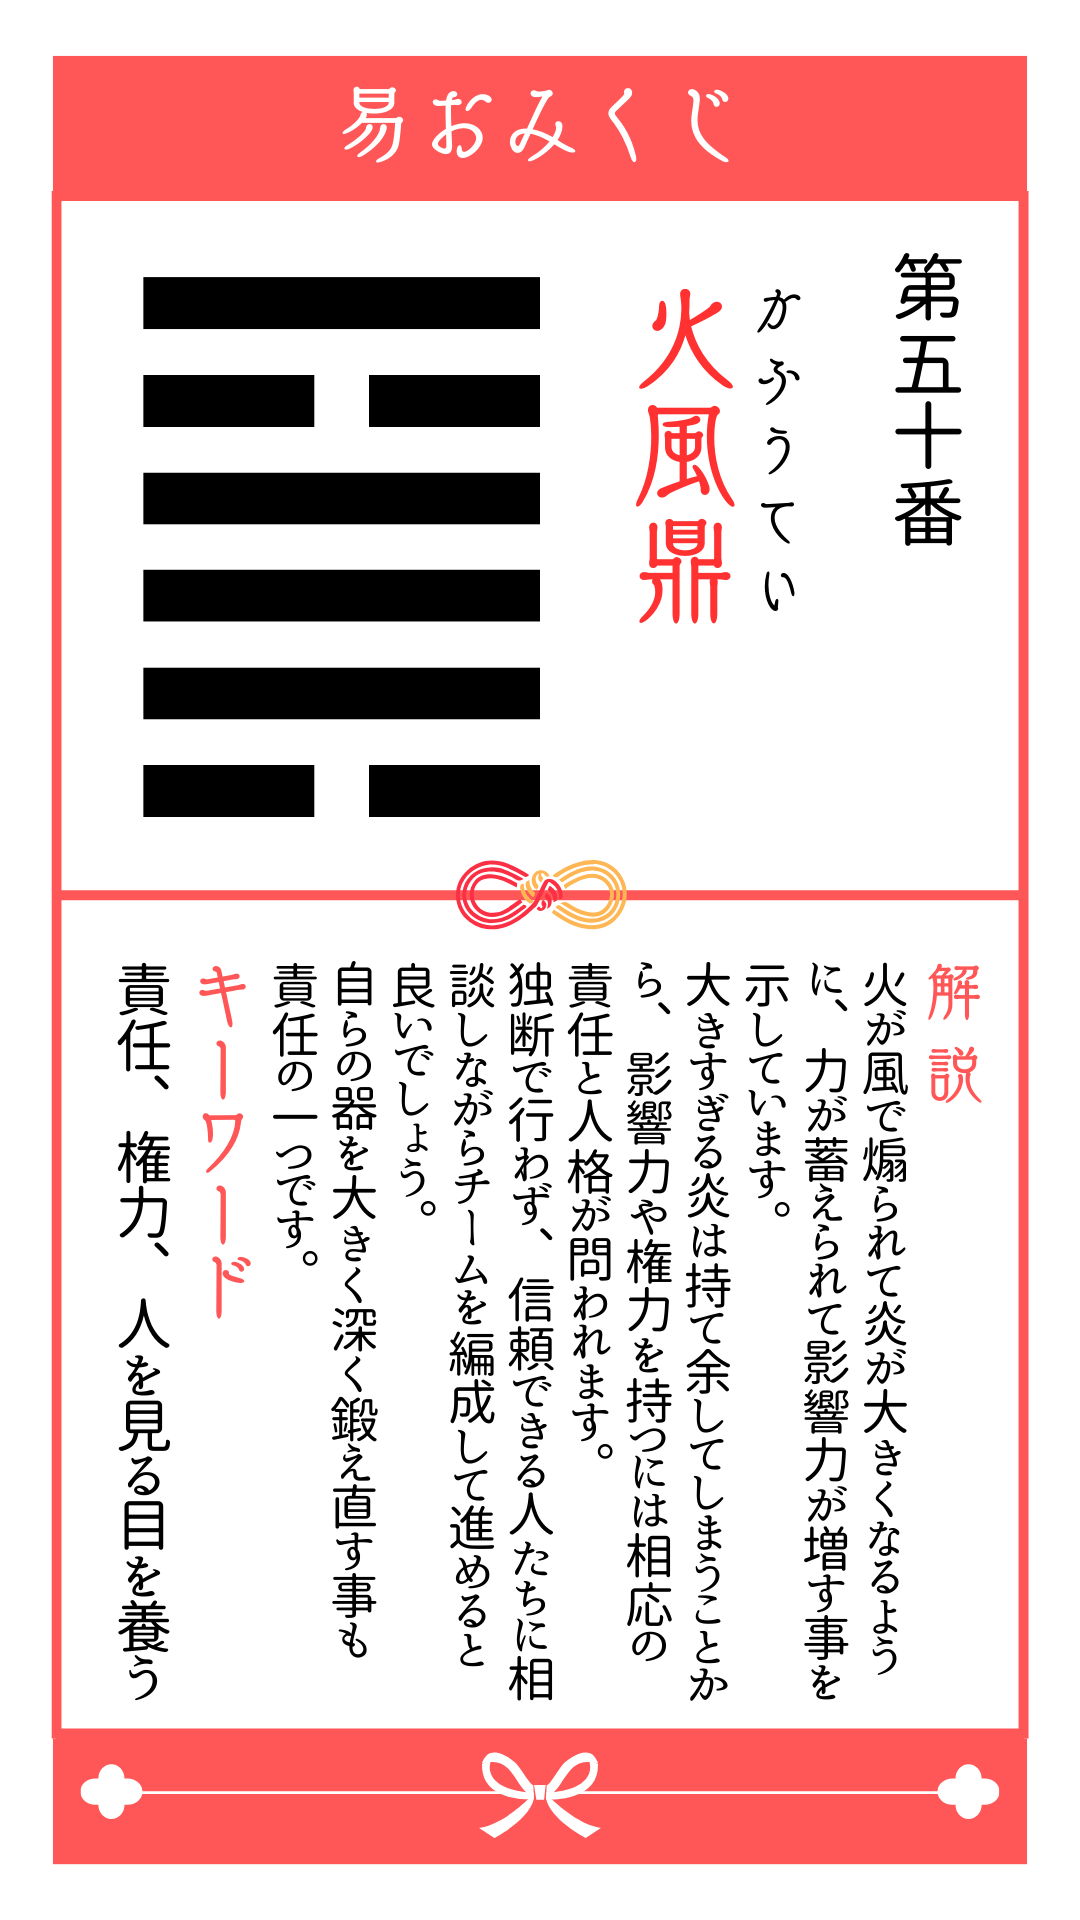 易おみくじ
第五十番
かふうてい
火風鼎
解説
火が風で煽られて炎が大きくなるよう
に、力が蓄えられて影響力が増す事を
示しています。
大きすぎる炎は持て余してしまうことか
ら、影響力や権力を持つには相応の
責任と人格が問われます。
独断で行わず、信頼できる人たちに相
談しながらチームを編成して進めると
良いでしょう。
自らの器を大きく深く鍛え直す事も
責任の一つです。
キーワード
責任、権力、人を見る目を養う